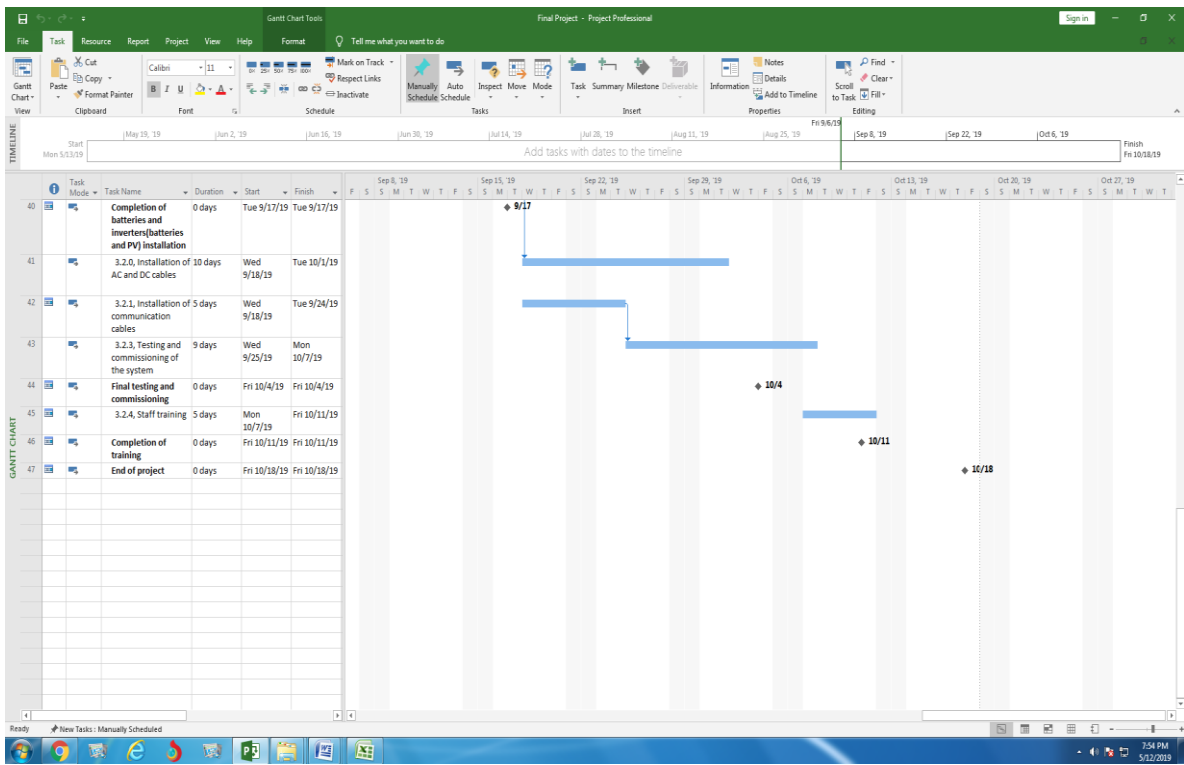 Gantt Chart Tools
Final Project - Project Professional
Sign in
File Task Resource Report Project View Help Format Tell me what you want to do
Gantt Chart
View
Paste
Cut
Copy
Format Painter
Clipboard
Calibri 11
B I U A
Font
0× 25× 50× 75× 100×
Mark on Track
Respect Links
Inactivate
Schedule
Manually Schedule
Auto Schedule
Inspect
Move
Mode
Tasks
Task
Summary
Milestone
Deliverable
Insert
Information
Notes
Details
Add to Timeline
Properties
Scroll to Task
Find
Clear
Fill
Editing
TIMELINE
Fri 9/6/19
May 19, '19 Jun 2, '19 Jun 16, '19 Jun 30, '19 Jul 14, '19 Jul 28, '19 Aug 11, '19 Aug 25, '19 Sep 8, '19 Sep 22, '19 Oct 6, '19
Start
Mon 5/13/19
Add tasks with dates to the timeline
Finish
Fri 10/18/19
Task Mode Task Name Duration Start Finish
Sep 8, '19 Sep 15, '19 Sep 22, '19 Sep 29, '19 Oct 6, '19 Oct 13, '19 Oct 20, '19 Oct 27, '19
F S S M T W T F S S M T W T F S S M T W T F S S M T W T F S S M T W T F S S M T W T F S S M T W T F S S M T W T
GANTT CHART
40 Completion of 0 days Tue 9/17/19 Tue 9/17/19 9/17
batteries and
inverters(batteries
and PV) installation
41 3.2.0, Installation of 10 days Wed Tue 10/1/19
AC and DC cables 9/18/19
42 3.2.1, Installation of 5 days Wed Tue 9/24/19
communication 9/18/19
cables
43 3.2.3, Testing and 9 days Wed Mon
commissioning of 9/25/19 10/7/19
the system
44 Final testing and 0 days Fri 10/4/19 Fri 10/4/19 10/4
commissioning
45 3.2.4, Staff training 5 days Mon Fri 10/11/19
10/7/19
46 Completion of 0 days Fri 10/11/19 Fri 10/11/19 10/11
training
47 End of project 0 days Fri 10/18/19 Fri 10/18/19 10/18
Ready New Tasks : Manually Scheduled
7:54 PM
5/12/2019